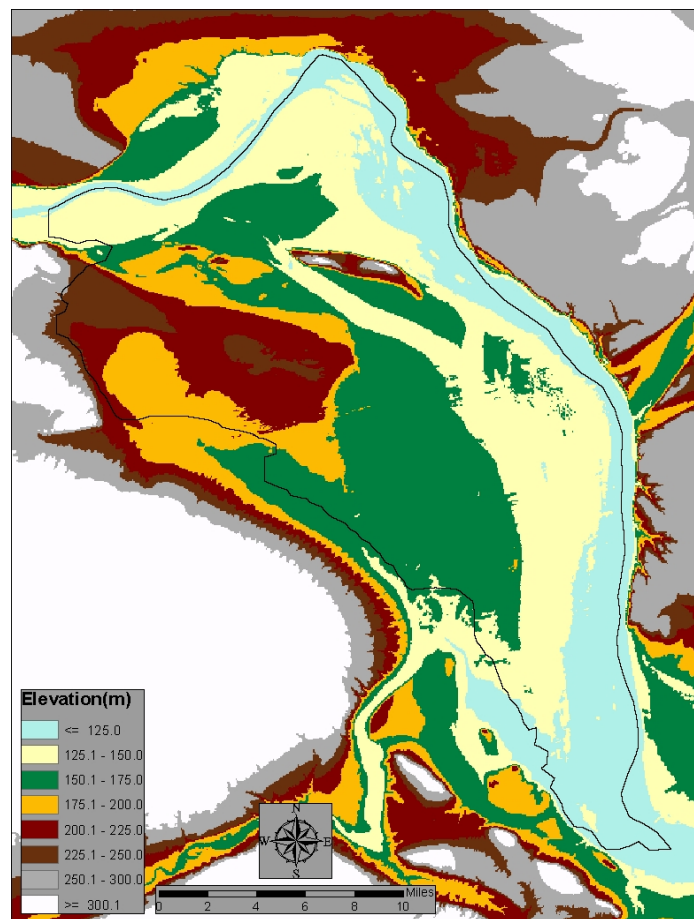 Elevation(m)
<= 125.0
125.1 - 150.0
150.1 - 175.0
175.1 - 200.0
200.1 - 225.0
225.1 - 250.0
250.1 - 300.0
>= 300.1
N
W E
S
Miles
0 2 4 6 8 10